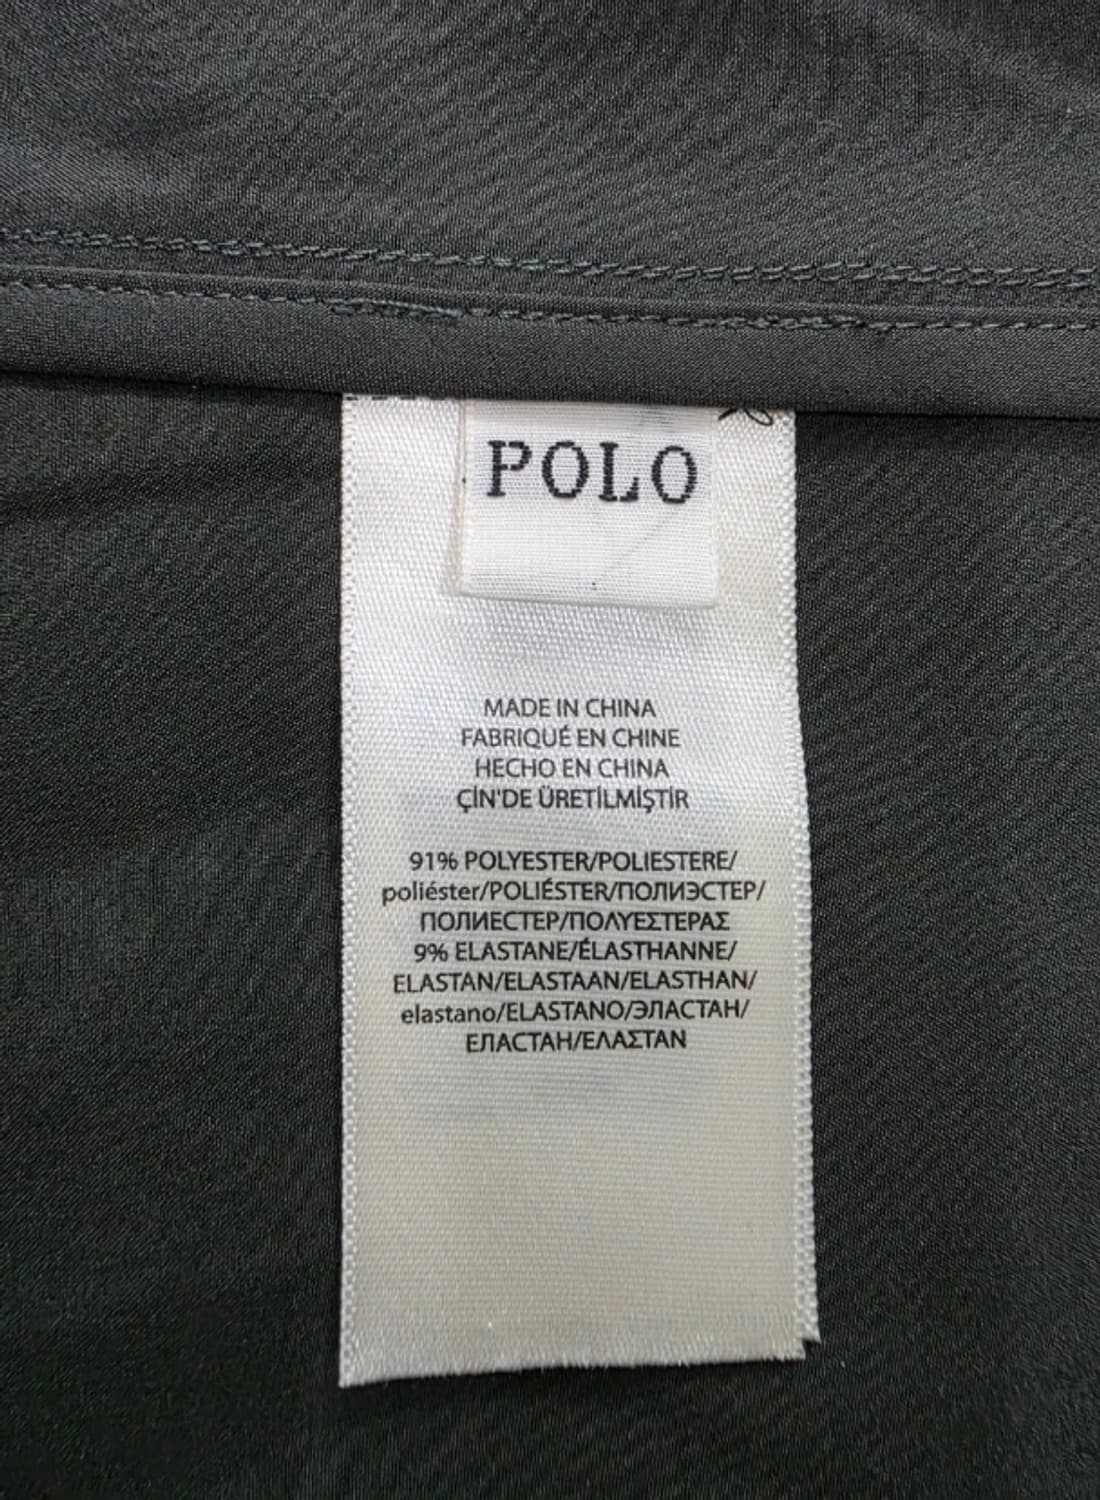 POLO
MADE IN CHINA
FABRIQUÉ EN CHINE
HECHO EN CHINA
ÇİN'DE ÜRETİLMİŞTİR
91% POLYESTER/POLIESTERE/
poliéster/POLIÉSTER/ПОЛИЭСТЕР/
ПОЛИЕСТЕР/ΠΟΛΥΕΣΤΕΡΑΣ
9% ELASTANE/ÉLASTHANNE/
ELASTAN/ELASTAAN/ELASTHAN/
elastano/ELASTANO/ЭЛАСТАН/
ЕЛАСТАН/ΕΛΑΣΤΑΝ